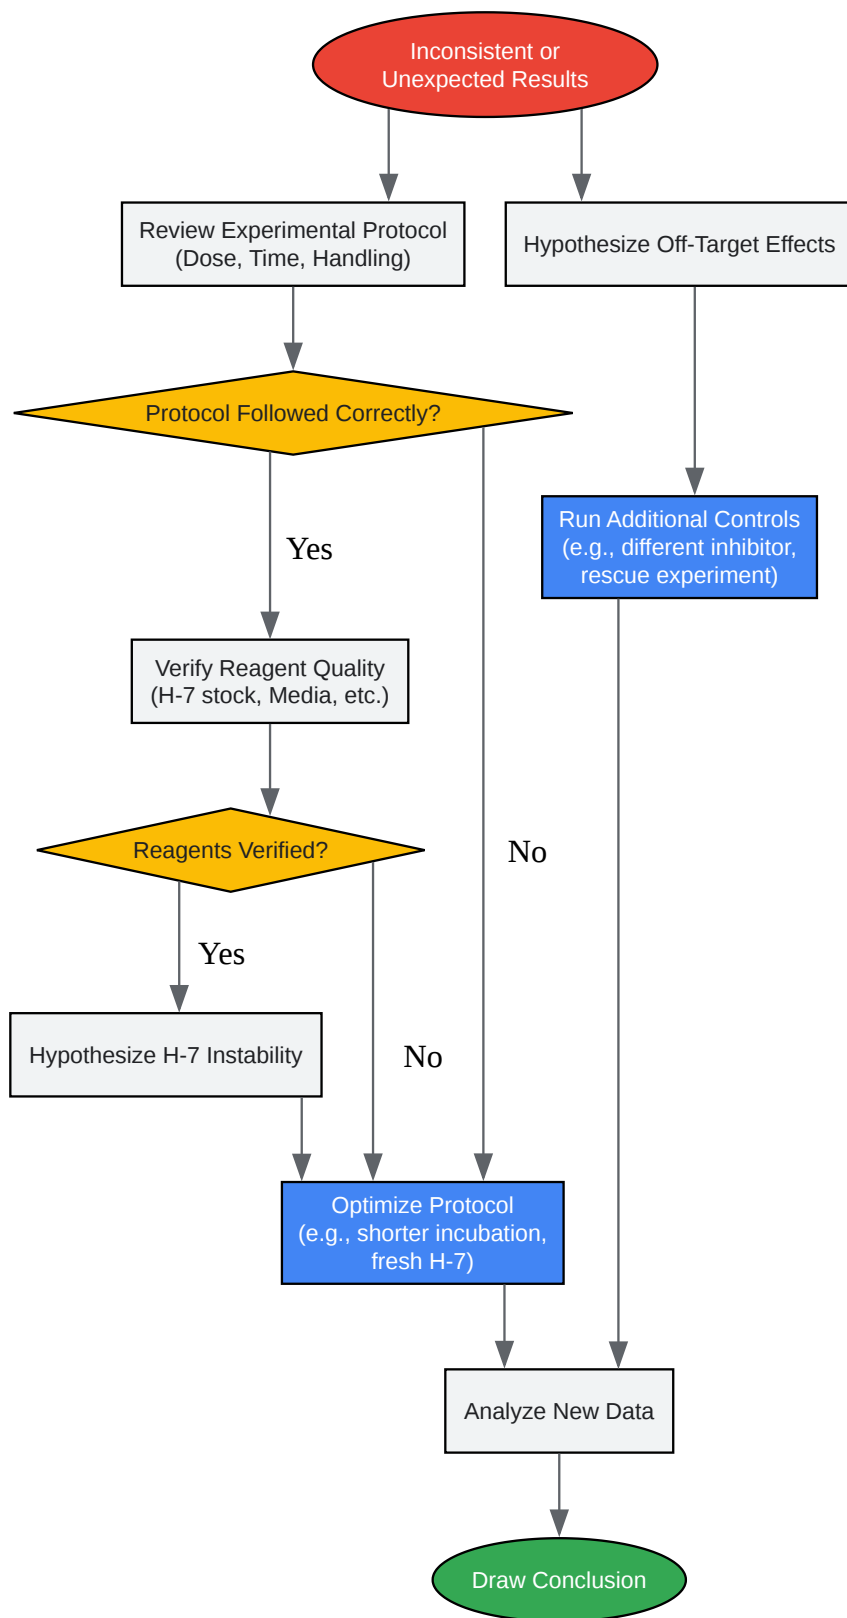 Inconsistent or
Unexpected Results
Review Experimental Protocol
(Dose, Time, Handling)
Hypothesize Off-Target Effects
Protocol Followed Correctly?
Run Additional Controls
(e.g., different inhibitor,
rescue experiment)
Yes
Verify Reagent Quality
(H-7 stock, Media, etc.)
Reagents Verified?
No
Yes
Hypothesize H-7 Instability
No
Optimize Protocol
(e.g., shorter incubation,
fresh H-7)
Analyze New Data
Draw Conclusion